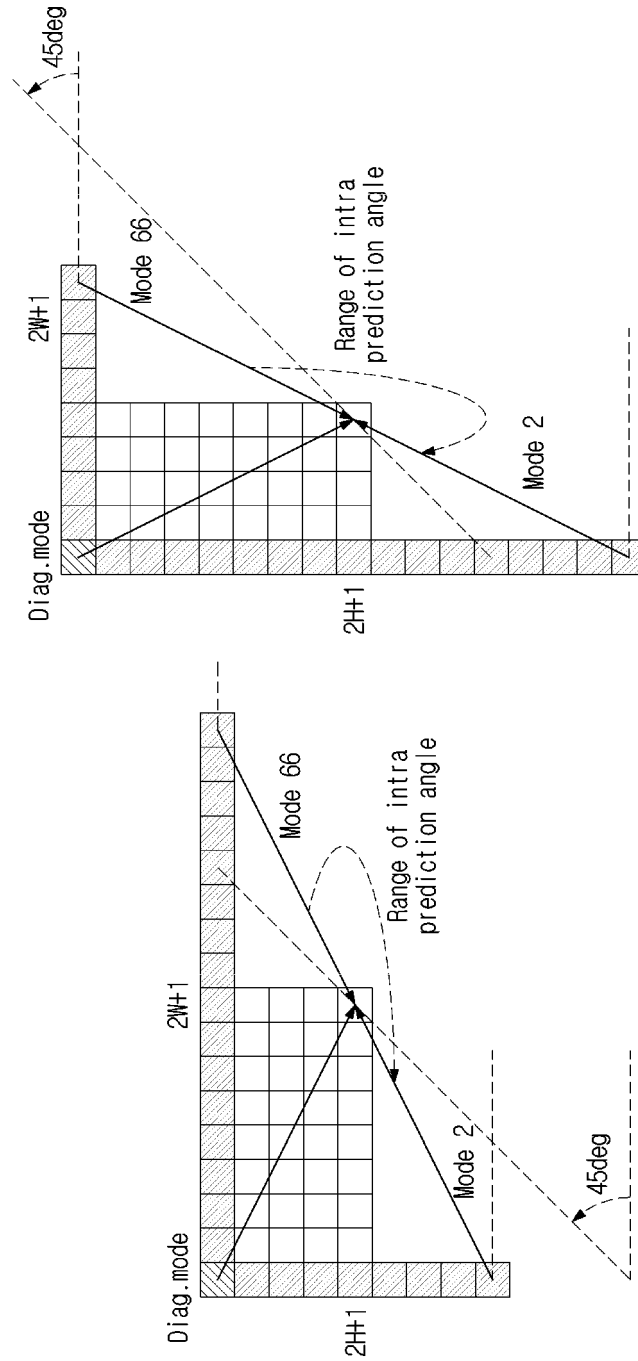 Diag.mode
2W+1
2H+1
Mode 66
Mode 2
Range of intra
prediction angle
45deg
Diag.mode
2W+1
2H+1
Mode 66
Mode 2
Range of intra
prediction angle
45deg